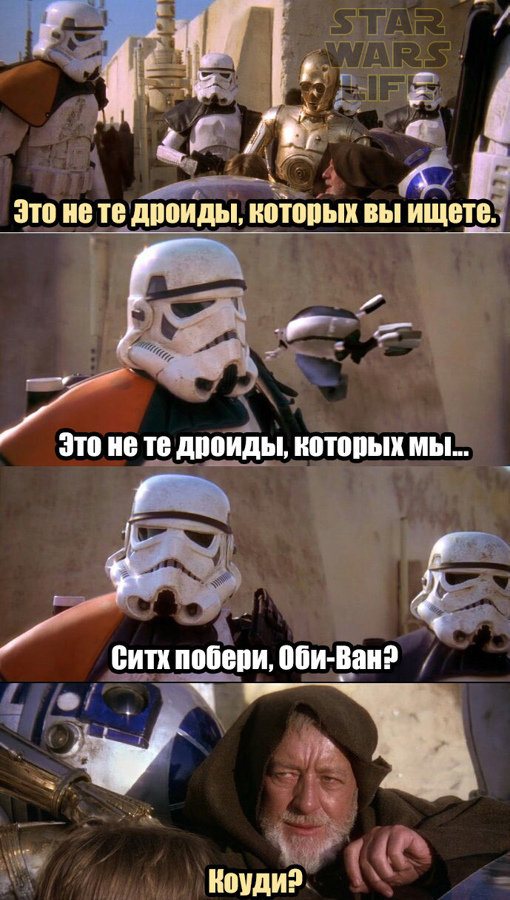 STAR
WARS
LIFE
Это не те дроиды, которых вы ищете.
Это не те дроиды, которых мы...
Ситх побери, Оби-Ван?
Коуди?